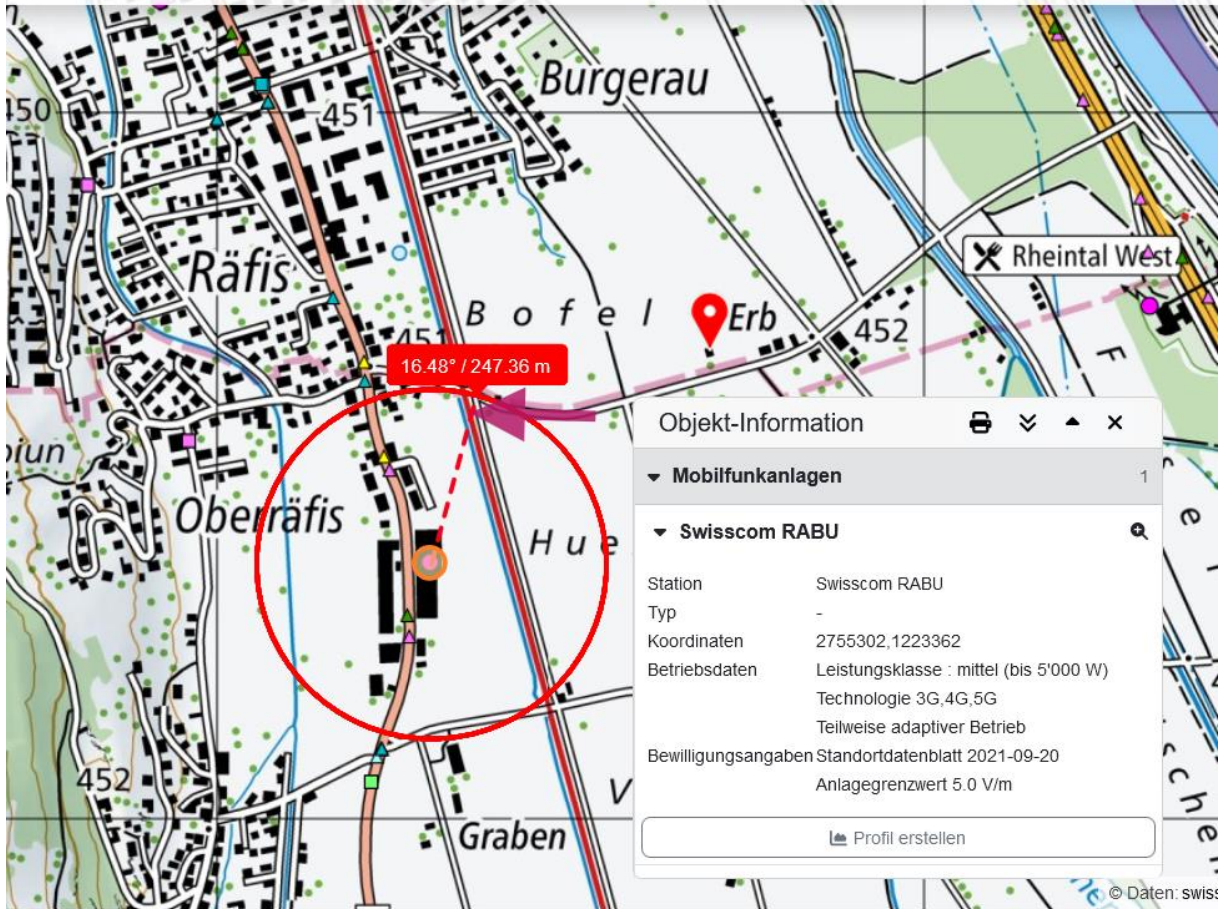 Burgerau
450
451
Räfis
Rheintal West
Bofel
Erb
451
452
16.48° / 247.36 m
Objekt-Information
Mobilfunkanlagen
1
Oberräfis
Hue
Swisscom RABU
Station Swisscom RABU
Typ -
Koordinaten 2755302,1223362
Betriebsdaten Leistungsklasse : mittel (bis 5'000 W)
Technologie 3G,4G,5G
Teilweise adaptiver Betrieb
Bewilligungsangaben Standortdatenblatt 2021-09-20
Anlagegrenzwert 5.0 V/m
452
V
Graben
Profil erstellen
© Daten: swiss